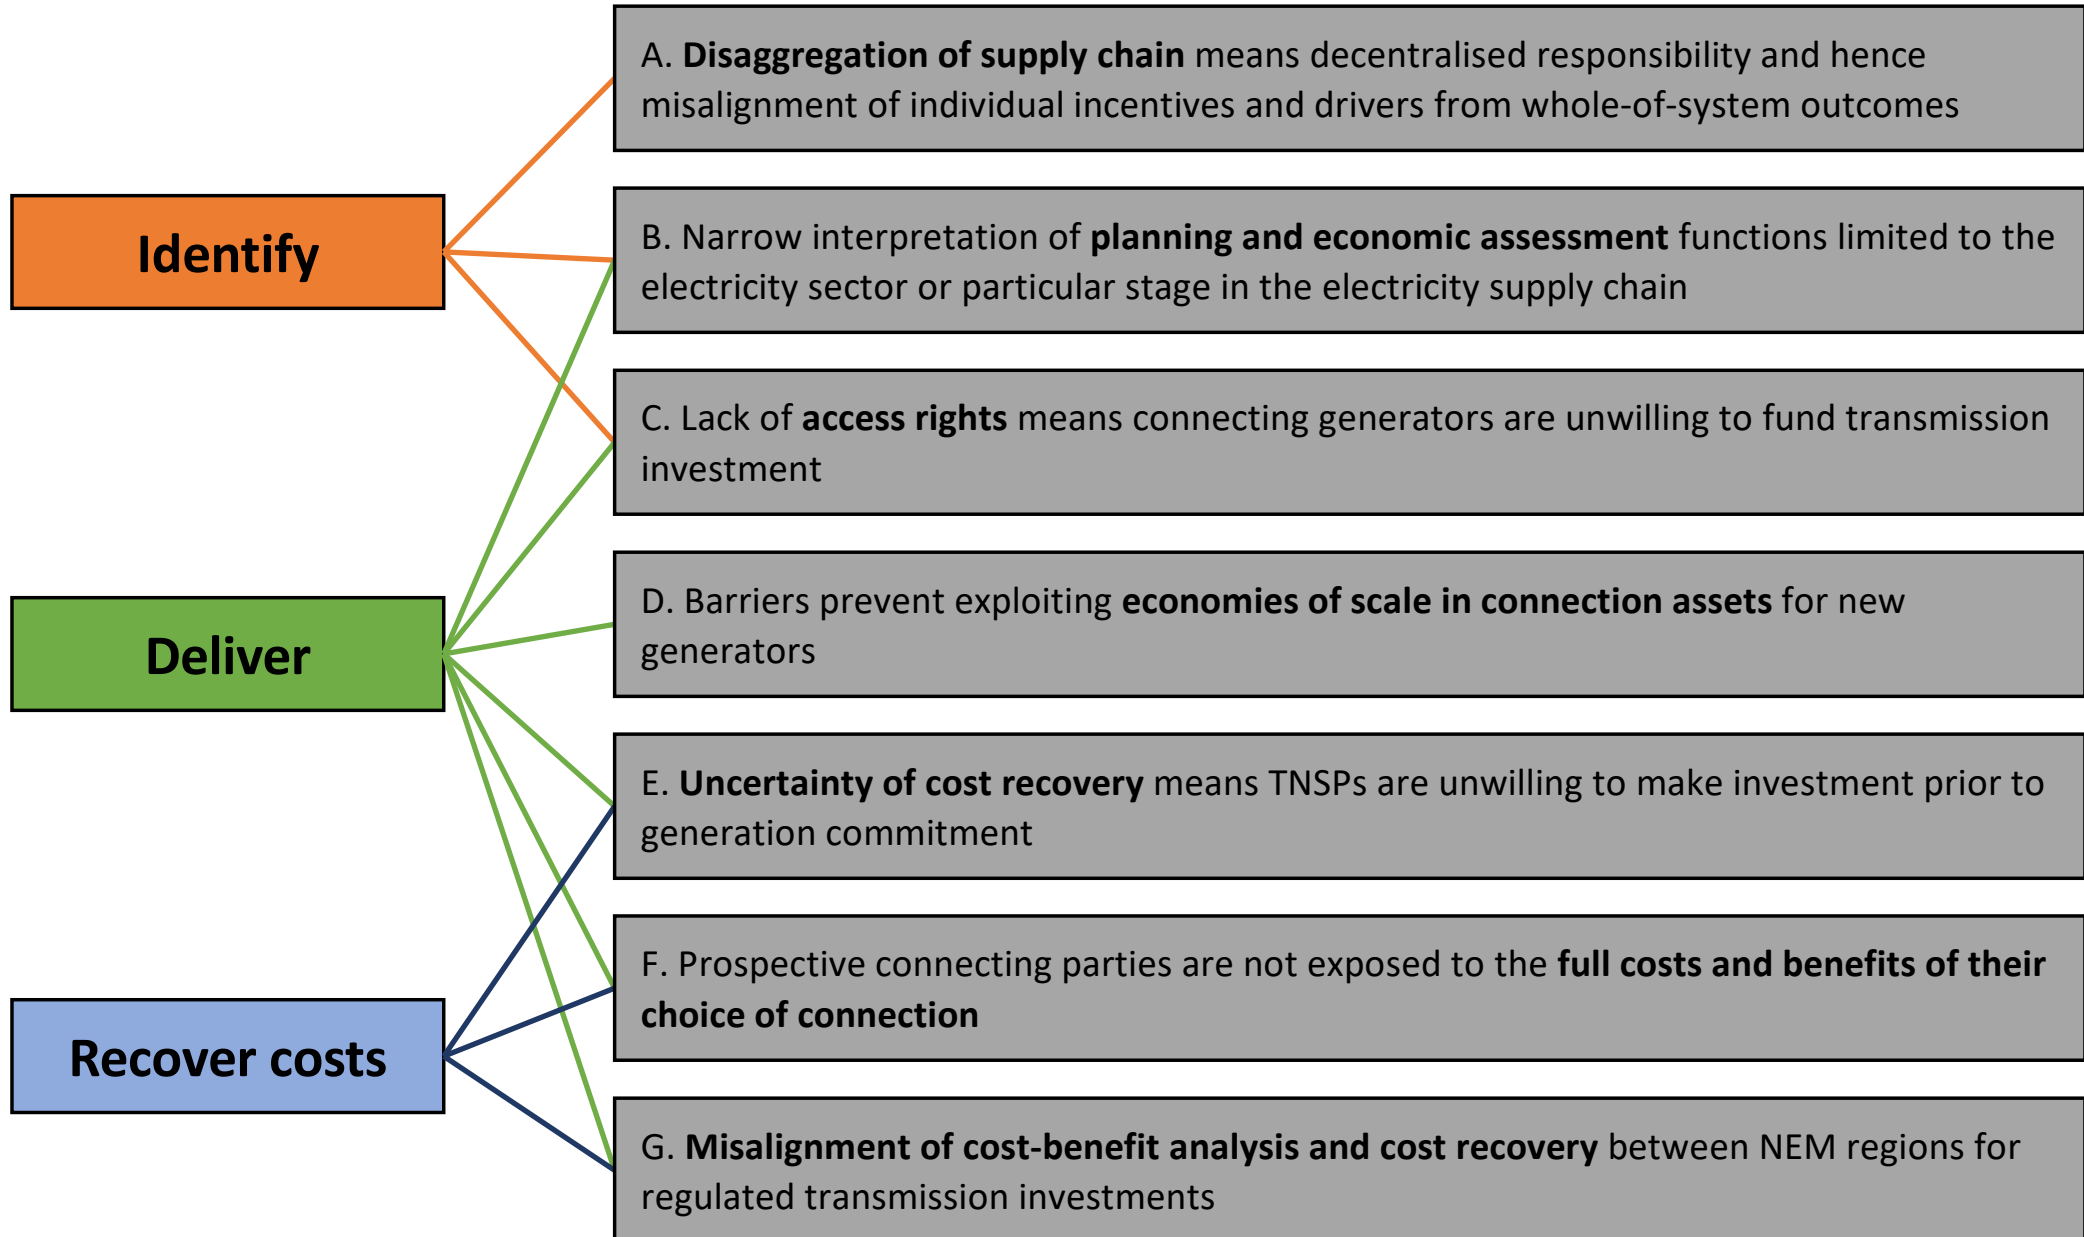 A. Disaggregation of supply chain means decentralised responsibility and hence
misalignment of individual incentives and drivers from whole-of-system outcomes
Identify
B. Narrow interpretation of planning and economic assessment functions limited to the
electricity sector or particular stage in the electricity supply chain
C. Lack of access rights means connecting generators are unwilling to fund transmission
investment
D. Barriers prevent exploiting economies of scale in connection assets for new
generators
Deliver
E. Uncertainty of cost recovery means TNSPs are unwilling to make investment prior to
generation commitment
F. Prospective connecting parties are not exposed to the full costs and benefits of their
choice of connection
Recover costs
G. Misalignment of cost-benefit analysis and cost recovery between NEM regions for
regulated transmission investments